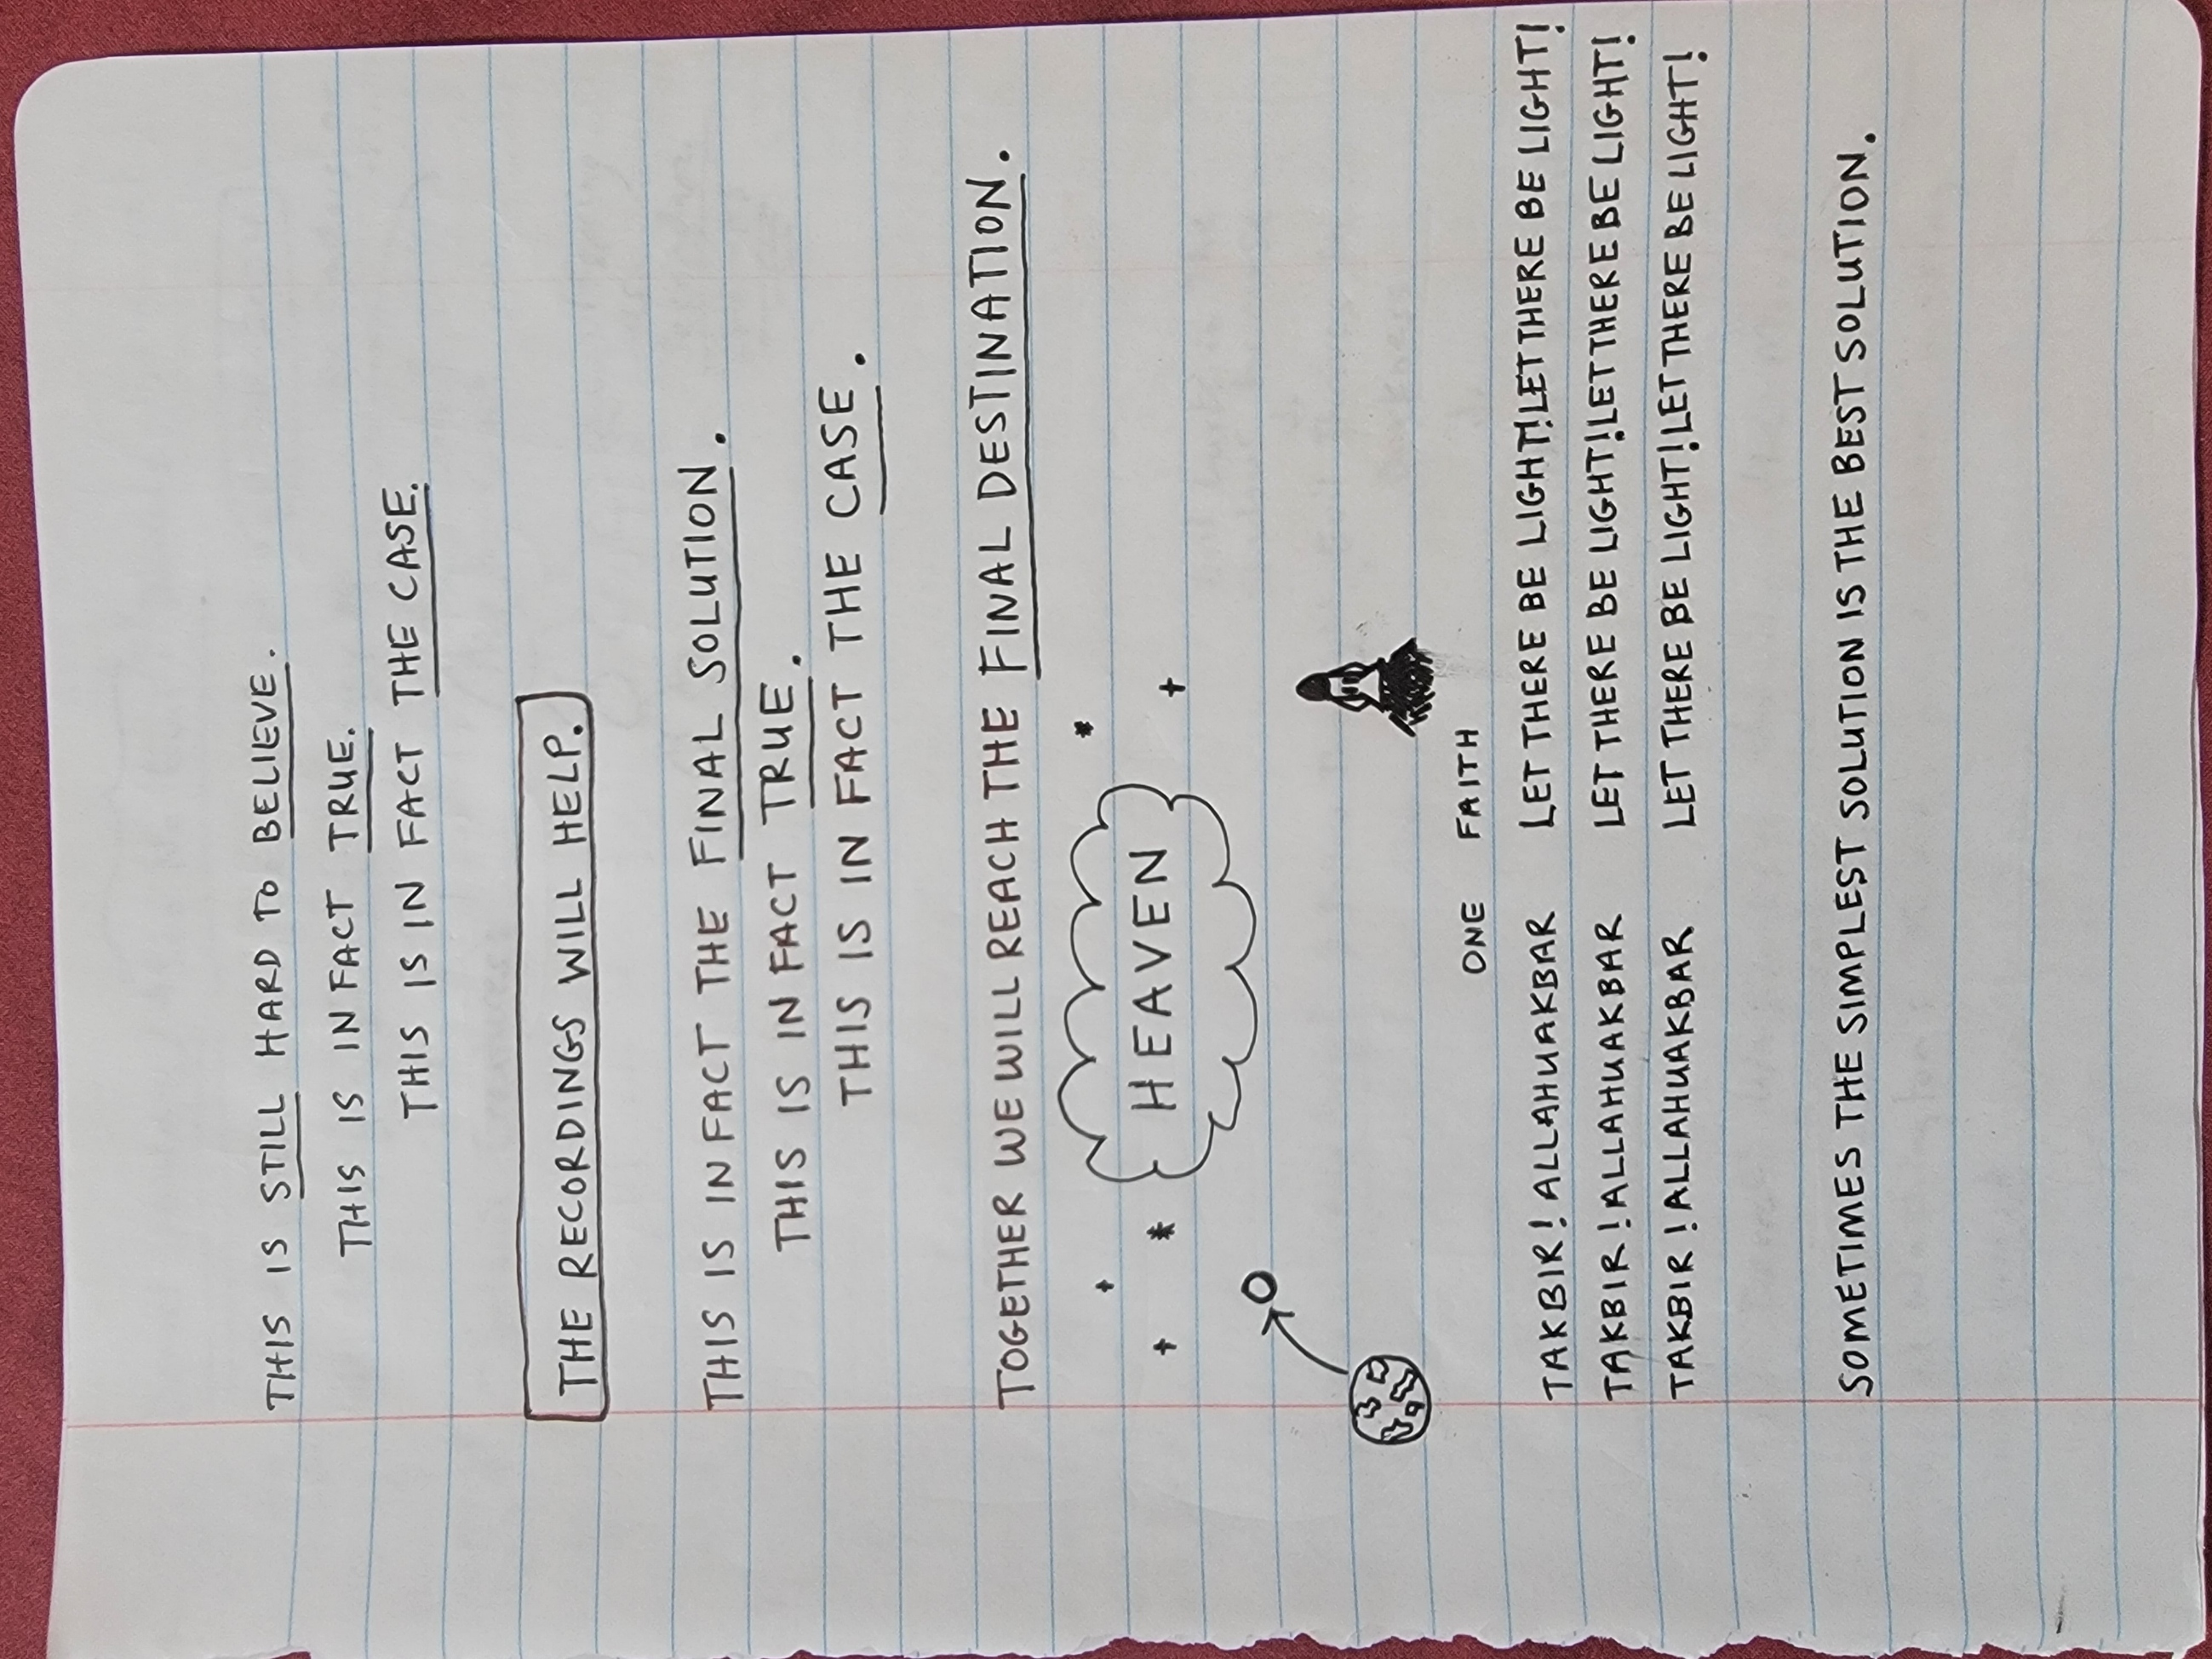 THIS IS STILL HARD TO BELIEVE.
THIS IS IN FACT TRUE.
THIS IS IN FACT THE CASE.
THE RECORDINGS WILL HELP.
THIS IS IN FACT THE FINAL SOLUTION.
THIS IS IN FACT TRUE.
THIS IS IN FACT THE CASE.
TOGETHER WE WILL REACH THE FINAL DESTINATION.
HEAVEN
ONE FAITH
TAKBIR! ALLAHUAKBAR LET THERE BE LIGHT! LET THERE BE LIGHT!
TAKBIR! ALLAHUAKBAR LET THERE BE LIGHT! LET THERE BE LIGHT!
TAKBIR! ALLAHUAKBAR LET THERE BE LIGHT! LET THERE BE LIGHT!
SOMETIMES THE SIMPLEST SOLUTION IS THE BEST SOLUTION.